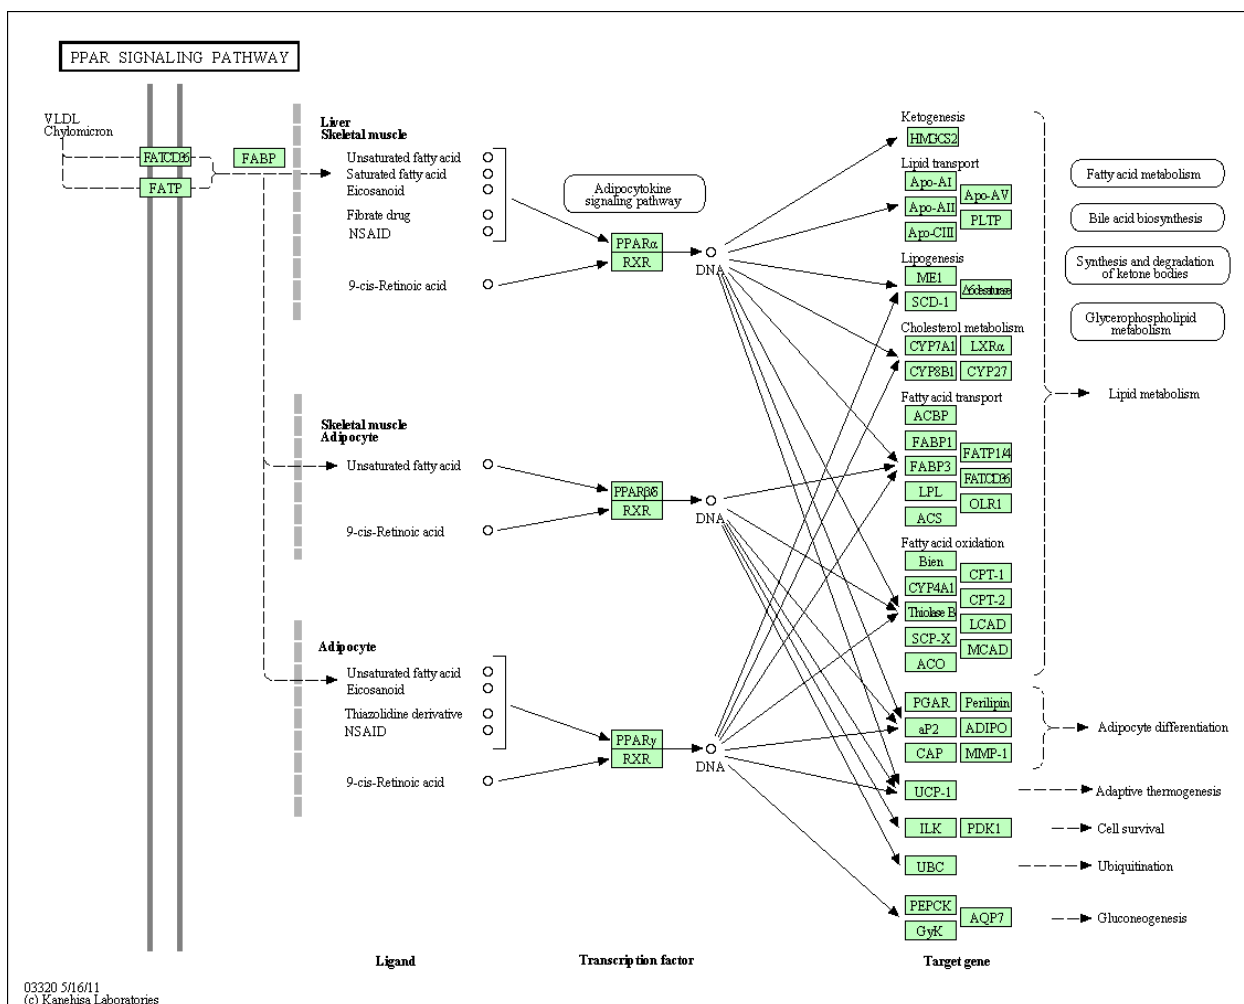 PPAR SIGNALING PATHWAY
VLDL
Chylomicron
FAT/CD36
FATP
FABP
Liver
Skeletal muscle
Unsaturated fatty acid
Saturated fatty acid
Eicosanoid
Fibrate drug
NSAID
9-cis-Retinoic acid
Adipocytokine
signaling pathway
PPARα
RXR
DNA
Skeletal muscle
Adipocyte
Unsaturated fatty acid
9-cis-Retinoic acid
PPARβ/δ
RXR
DNA
Adipocyte
Unsaturated fatty acid
Eicosanoid
Thiazolidine derivative
NSAID
9-cis-Retinoic acid
PPARγ
RXR
DNA
Ketogenesis
HMGCS2
Lipid transport
Apo-AI
Apo-AII
Apo-CIII
Apo-AV
PLTP
Lipogenesis
ME1
SCD-1
Δ6desaturase
Cholesterol metabolism
CYP7A1
LXRα
CYP8B1
CYP27
Fatty acid transport
ACBP
FABP1
FABP3
LPL
ACS
FATP1/4
FAT/CD36
OLR1
Fatty acid oxidation
Bien
CYP4A1
Thiolase B
SCP-X
ACO
CPT-1
CPT-2
LCAD
MCAD
PGAR
Perilipin
aP2
ADIPO
CAP
MMP-1
UCP-1
ILK
PDK1
UBC
PEPCK
GyK
AQP7
Fatty acid metabolism
Bile acid biosynthesis
Synthesis and degradation
of ketone bodies
Glycerophospholipid
metabolism
Lipid metabolism
Adipocyte differentiation
Adaptive thermogenesis
Cell survival
Ubiquitination
Gluconeogenesis
Ligand
Transcription factor
Target gene
03320 5/16/11
(c) Kanehisa Laboratories